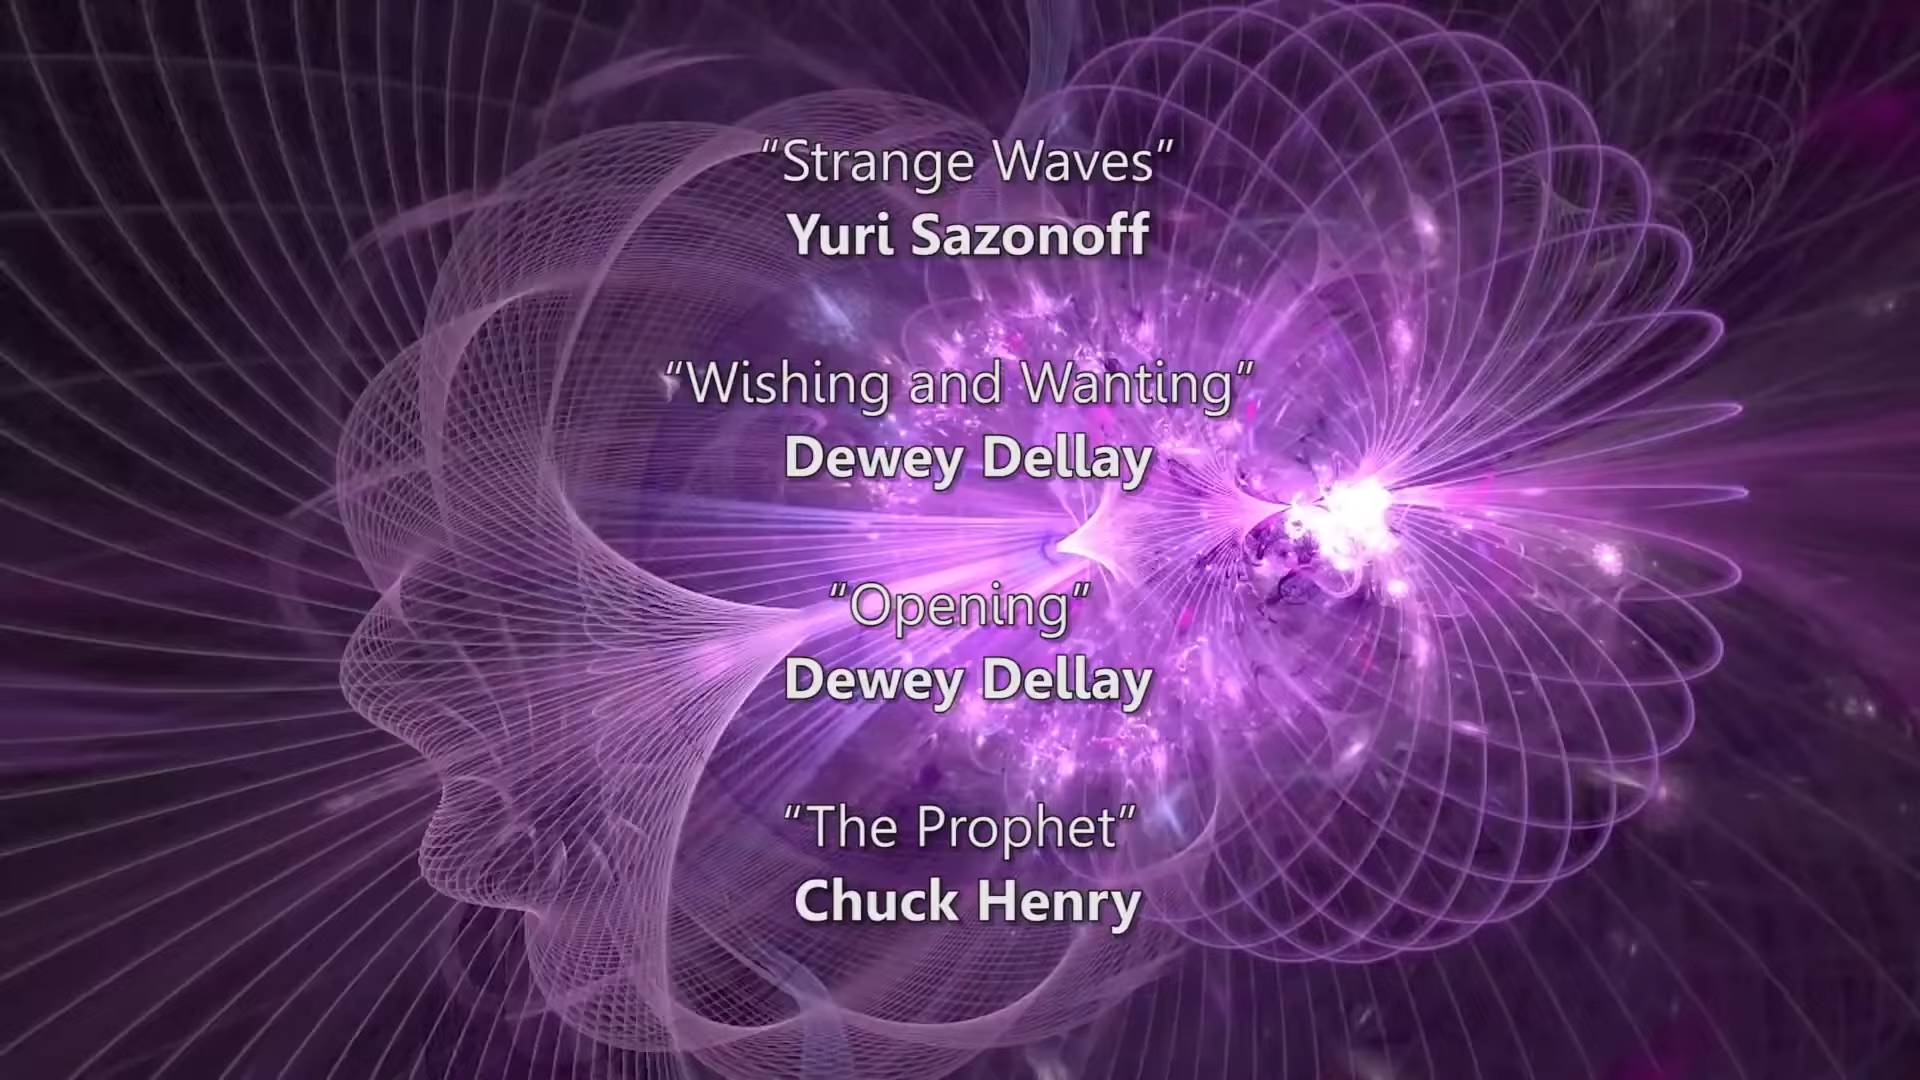 “Strange Waves”
Yuri Sazonoff
“Wishing and Wanting”
Dewey Dellay
“Opening”
Dewey Dellay
“The Prophet”
Chuck Henry